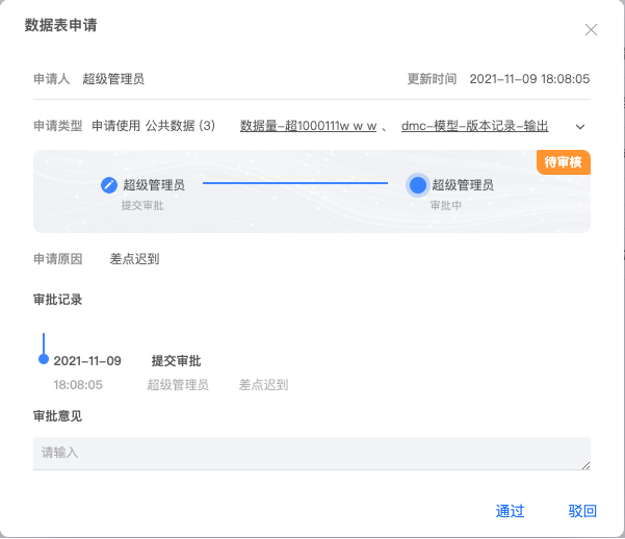 数据表申请
申请人 超级管理员 更新时间 2021-11-09 18:08:05
申请类型 申请使用 公共数据 (3) 数据量-超1000111w w w 、 dmc-模型-版本记录-输出
待审核
超级管理员 超级管理员
提交审批 审批中
申请原因 差点迟到
审批记录
2021-11-09 提交审批
18:08:05 超级管理员 差点迟到
审批意见
请输入
通过 驳回